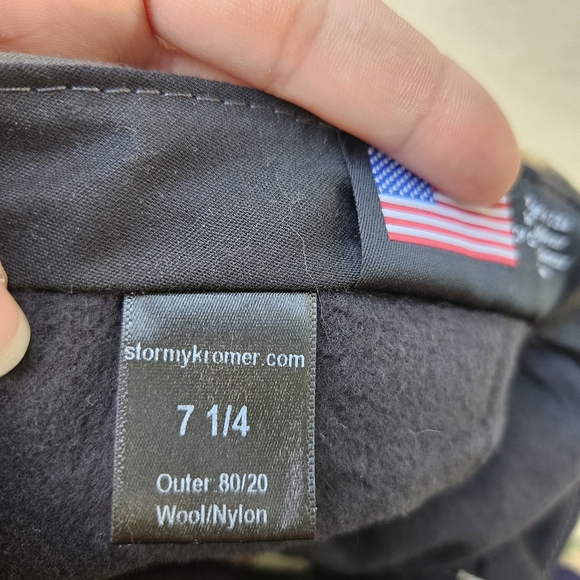 stormykromer.com
7 1/4
Outer 80/20
Wool/Nylon